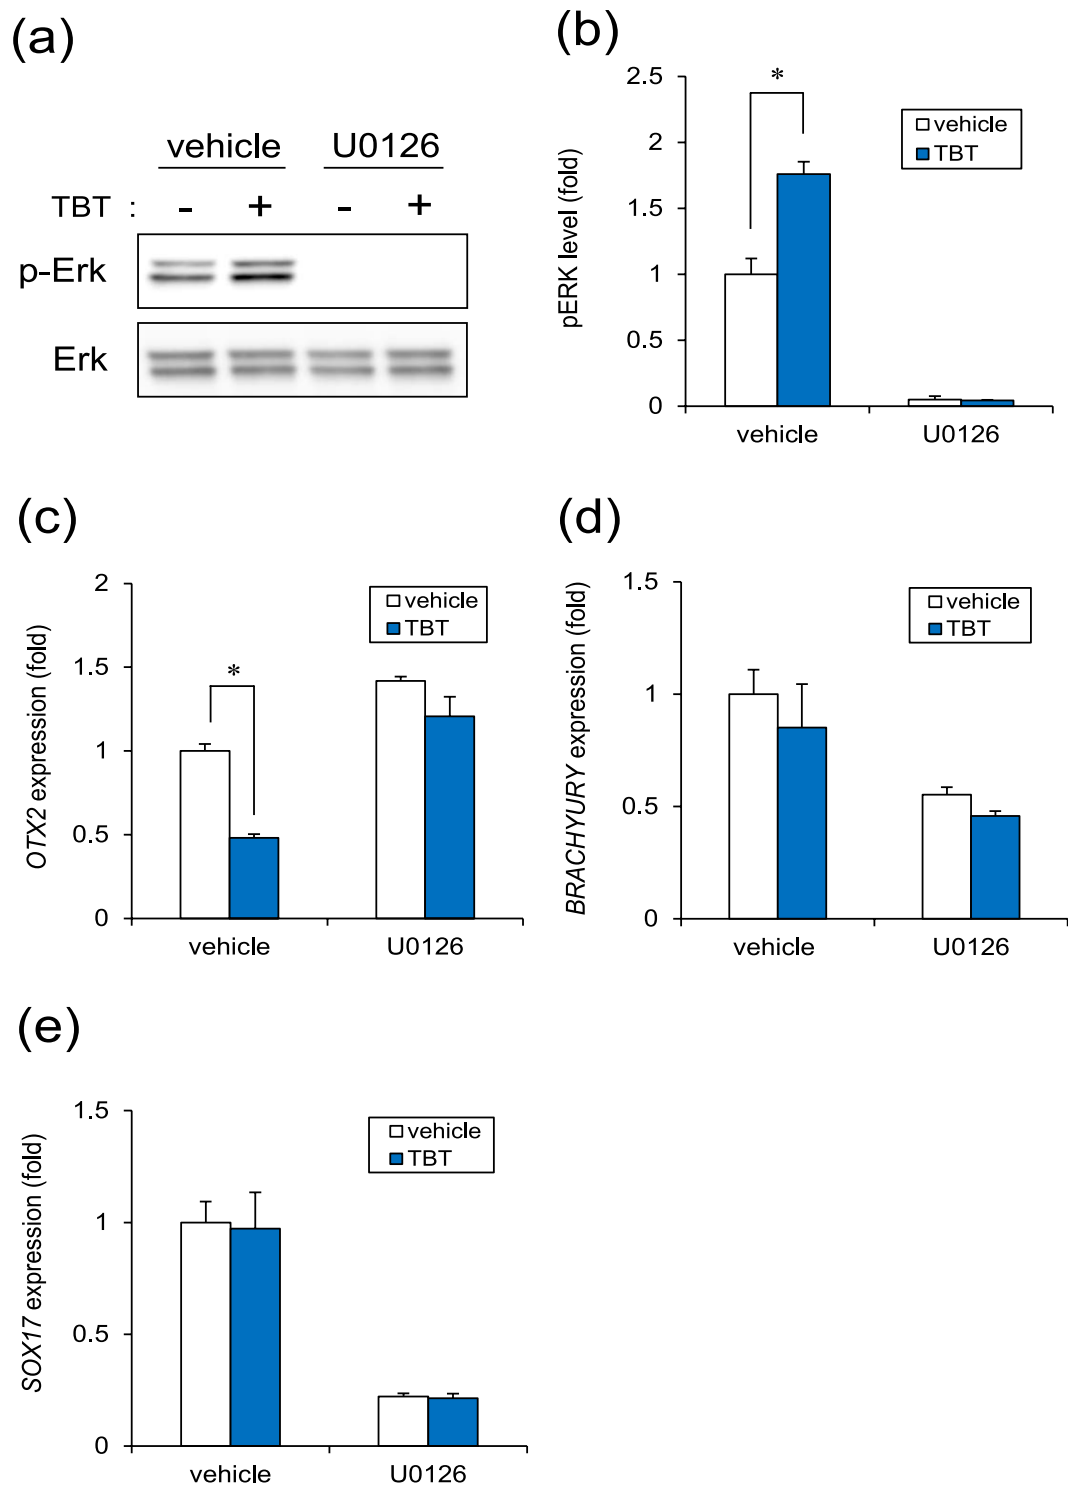 (a)
vehicle U0126
TBT : - + - +
p-Erk
Erk
(b)
pERK level (fold)
2.5
2
1.5
1
0.5
0
*
vehicle
TBT
vehicle U0126
(c)
OTX2 expression (fold)
2
1.5
1
0.5
0
*
vehicle
TBT
vehicle U0126
(d)
BRACHYURY expression (fold)
1.5
1
0.5
0
vehicle
TBT
vehicle U0126
(e)
SOX17 expression (fold)
1.5
1
0.5
0
vehicle
TBT
vehicle U0126